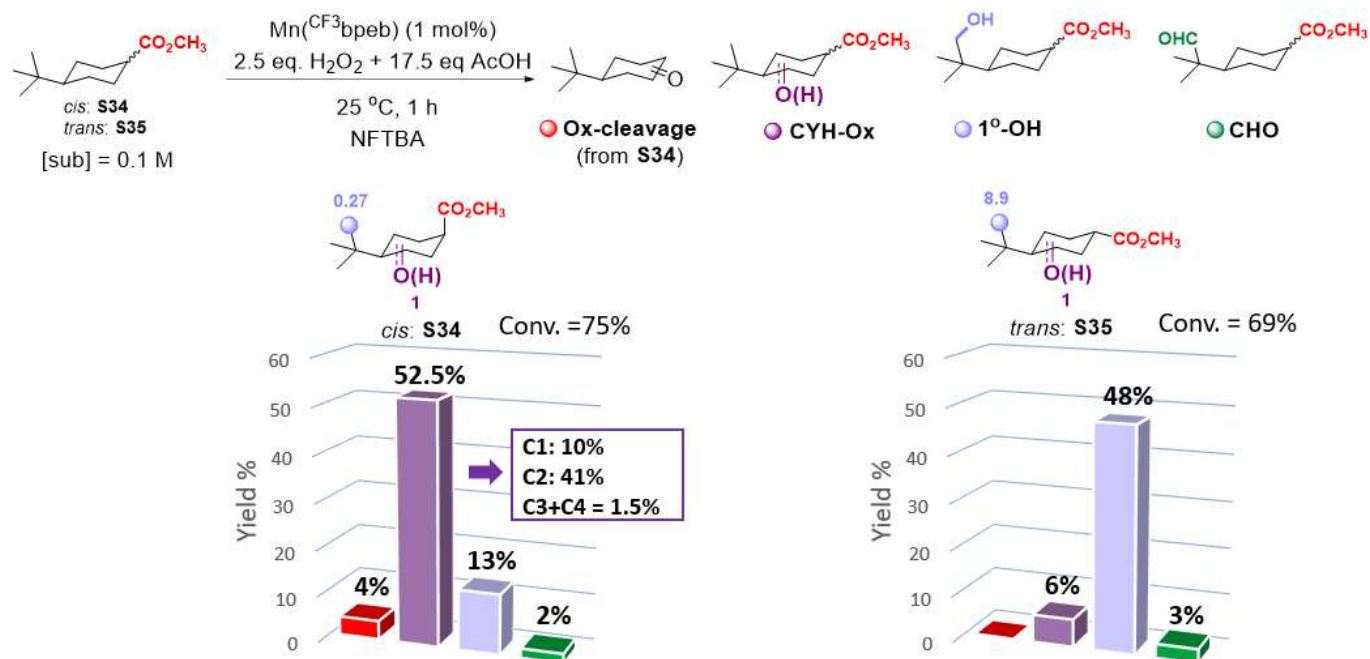 CO2CH3
cis: S34
trans: S35
[sub] = 0.1 M
Mn(CF3bpeb) (1 mol%)
2.5 eq. H2O2 + 17.5 eq AcOH
25 °C, 1 h
NFTBA
O
Ox-cleavage
(from S34)
CO2CH3
O(H)
CYH-Ox
OH
CO2CH3
1°-OH
OHC
CO2CH3
CHO
0.27
CO2CH3
O(H)
1
cis: S34
Conv. =75%
Yield %
60
50
40
30
20
10
0
4%
52.5%
13%
2%
C1: 10%
C2: 41%
C3+C4 = 1.5%
8.9
CO2CH3
O(H)
1
trans: S35
Conv. = 69%
Yield %
60
50
40
30
20
10
0
6%
48%
3%